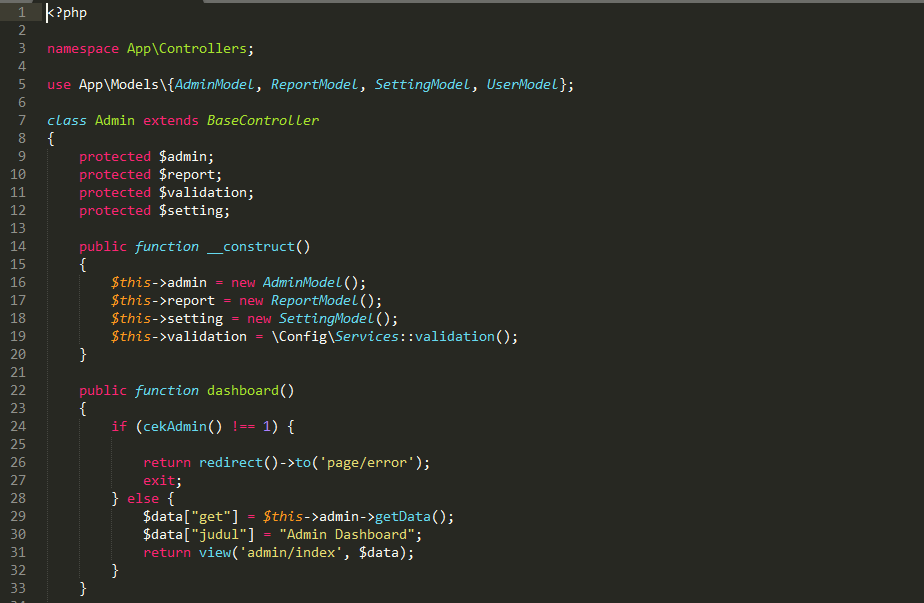 1 <?php
2
3 namespace App\Controllers;
4
5 use App\Models\{AdminModel, ReportModel, SettingModel, UserModel};
6
7 class Admin extends BaseController
8 {
9     protected $admin;
10     protected $report;
11     protected $validation;
12     protected $setting;
13
14     public function __construct()
15     {
16         $this->admin = new AdminModel();
17         $this->report = new ReportModel();
18         $this->setting = new SettingModel();
19         $this->validation = \Config\Services::validation();
20     }
21
22     public function dashboard()
23     {
24         if (cekAdmin() !== 1) {
25
26             return redirect()->to('page/error');
27             exit;
28         } else {
29             $data["get"] = $this->admin->getData();
30             $data["judul"] = "Admin Dashboard";
31             return view('admin/index', $data);
32         }
33     }